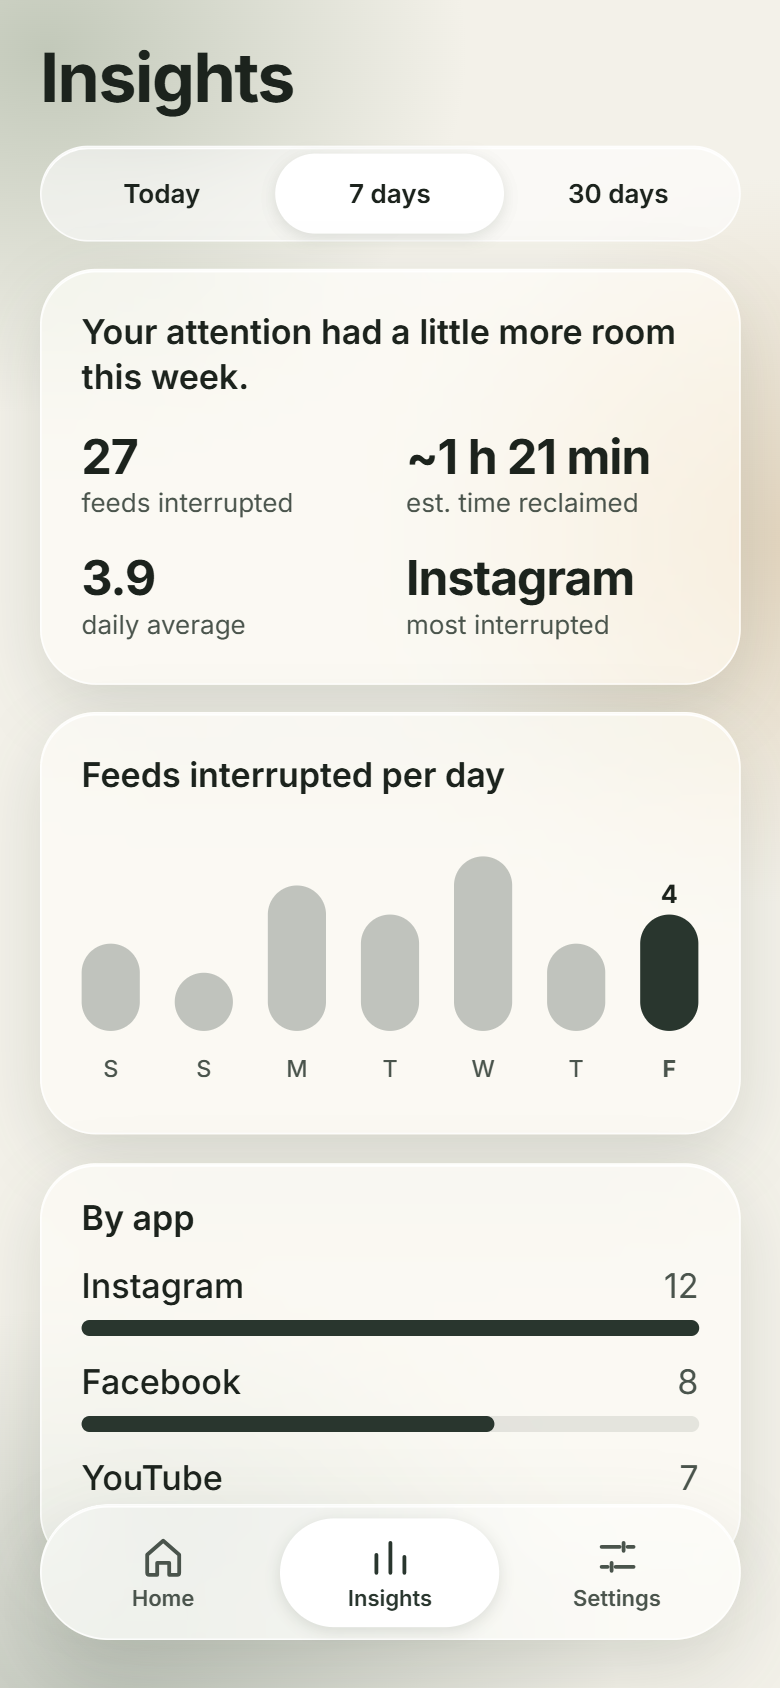 Insights
Today
7 days
30 days
Your attention had a little more room
this week.
27
feeds interrupted
~1 h 21 min
est. time reclaimed
3.9
daily average
Instagram
most interrupted
Feeds interrupted per day
4
S
S
M
T
W
T
F
By app
Instagram
12
Facebook
8
YouTube
7
Home
Insights
Settings